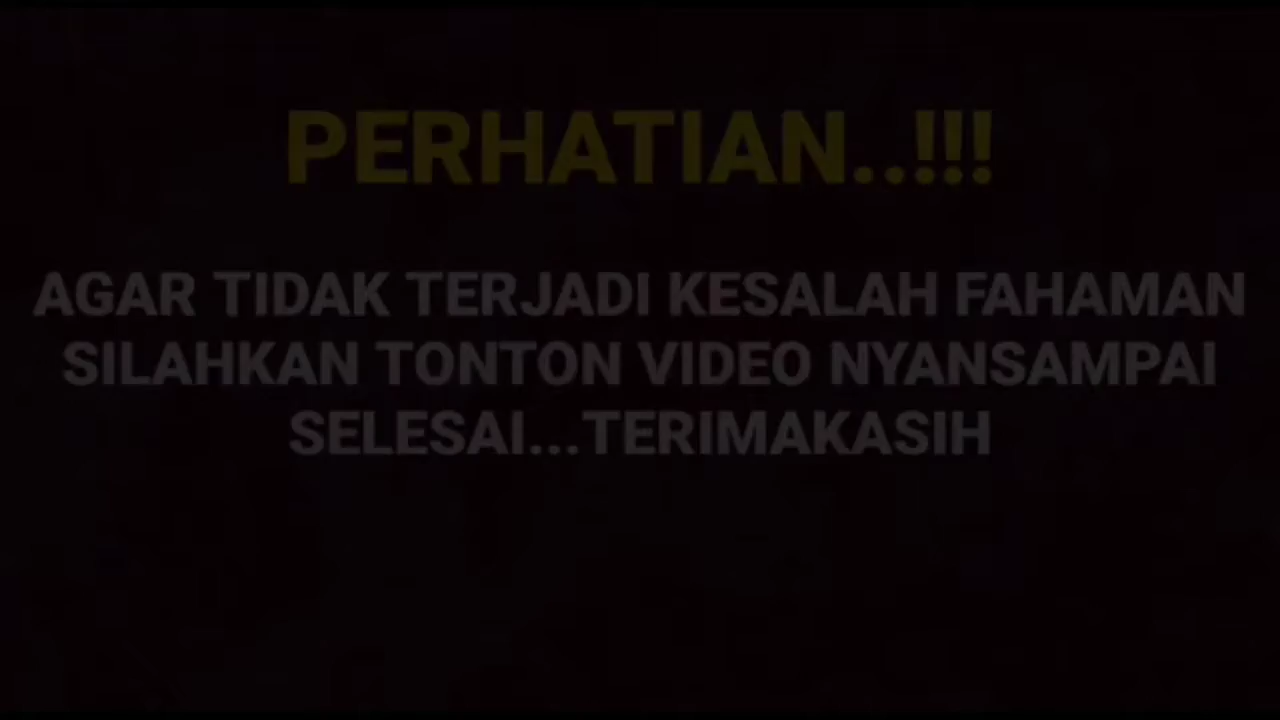 PERHATIAN..!!!
AGAR TIDAK TERJADI KESALAH FAHAMAN
SILAHKAN TONTON VIDEO NYANSAMPAI
SELESAI...TERIMAKASIH